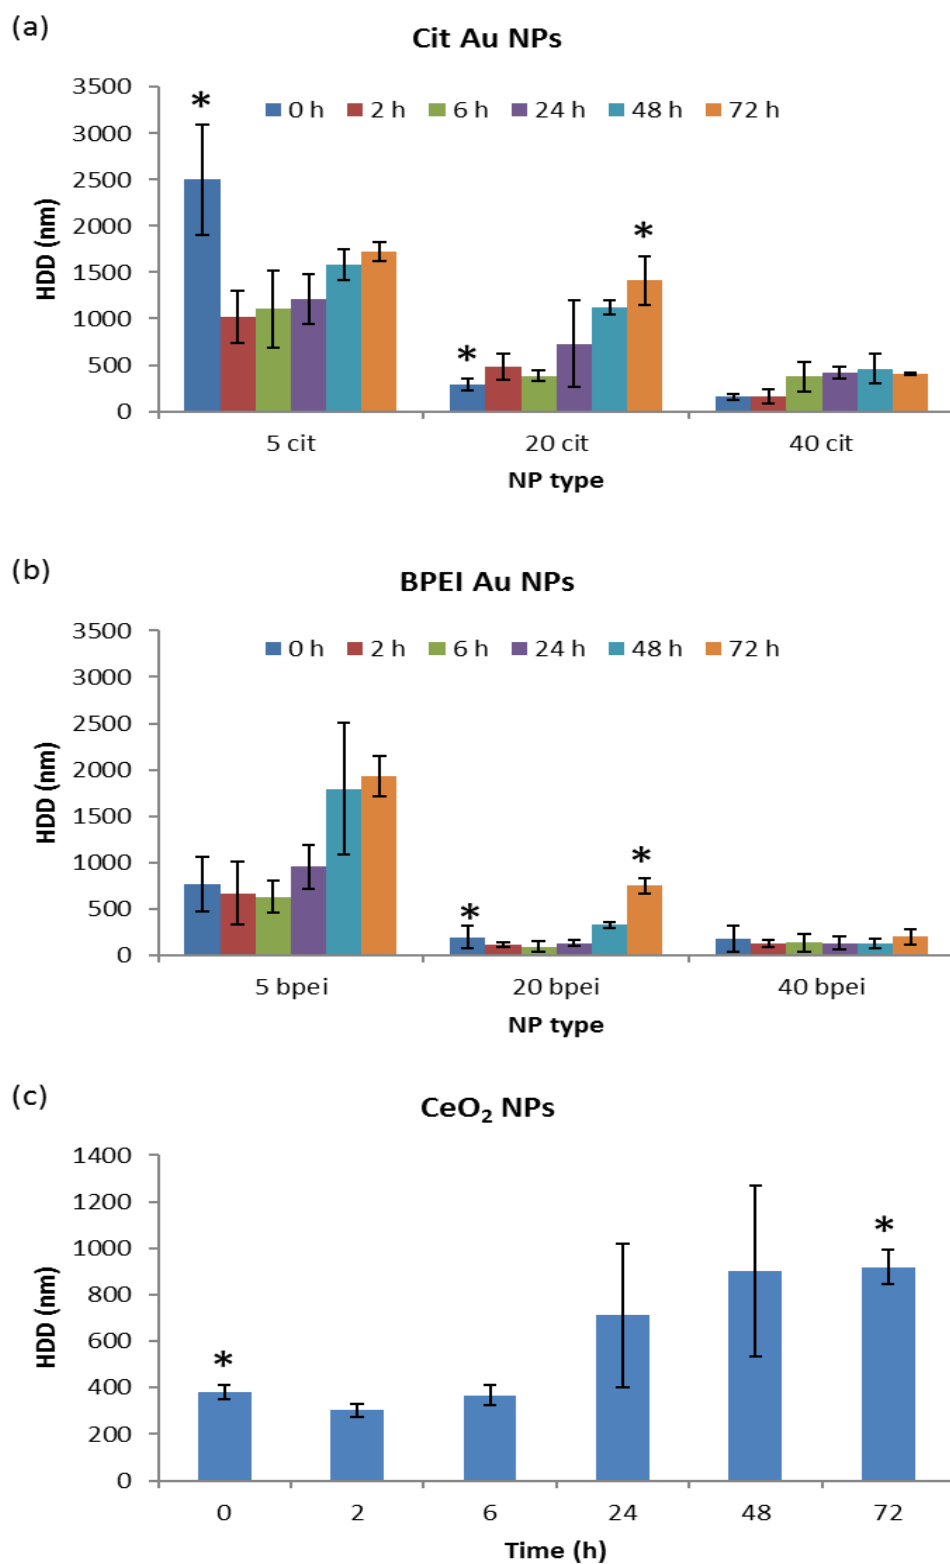 (a)
Cit Au NPs
3500
3000
2500
2000
1500
1000
500
0
HDD (nm)
0 h 2 h 6 h 24 h 48 h 72 h
*
*
*
5 cit 20 cit 40 cit
NP type
(b)
BPEI Au NPs
3500
3000
2500
2000
1500
1000
500
0
HDD (nm)
0 h 2 h 6 h 24 h 48 h 72 h
*
*
5 bpei 20 bpei 40 bpei
NP type
(c)
CeO₂ NPs
1400
1200
1000
800
600
400
200
0
HDD (nm)
*
*
0 2 6 24 48 72
Time (h)